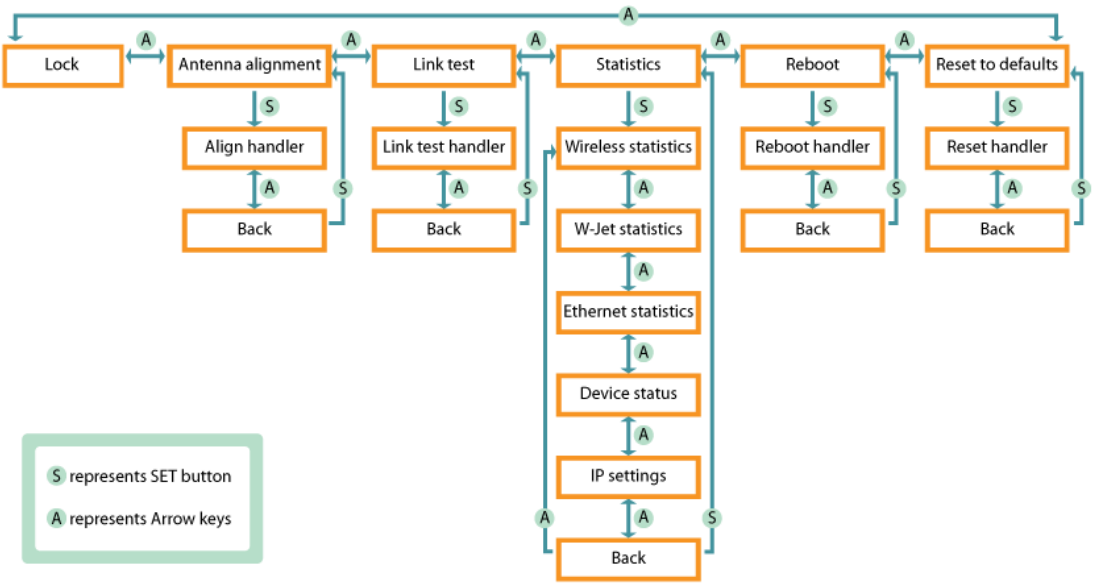 A
Lock
A
Antenna alignment
A
Link test
A
Statistics
A
Reboot
A
Reset to defaults
S
S
S
S
S
Align handler
Link test handler
Wireless statistics
Reboot handler
Reset handler
A
S
A
S
A
A
S
A
S
Back
Back
W-Jet statistics
Back
Back
A
Ethernet statistics
A
Device status
A
IP settings
A
A
S
Back
S represents SET button
A represents Arrow keys